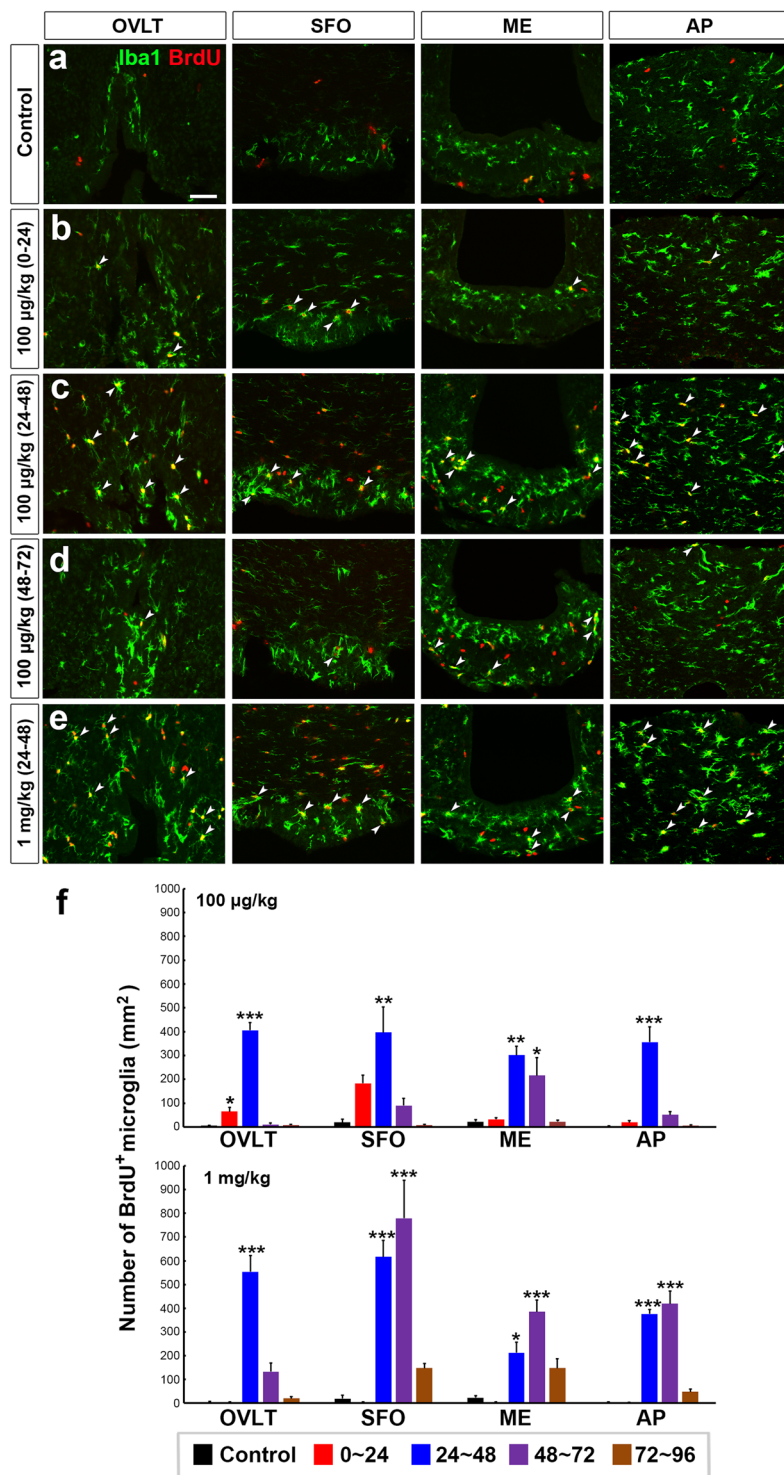 OVLT SFO ME AP
a Iba1 BrdU
Control
b
100 µg/kg (0-24)
c
100 µg/kg (24-48)
d
100 µg/kg (48-72)
e
1 mg/kg (24-48)
f
Number of BrdU+ microglia (mm2)
100 µg/kg
1000
900
800
700
600
500
400
300
200
100
0
* *** ** ** * ***
OVLT SFO ME AP
1 mg/kg
1000
900
800
700
600
500
400
300
200
100
0
*** *** *** * *** *** ***
OVLT SFO ME AP
Control 0~24 24~48 48~72 72~96